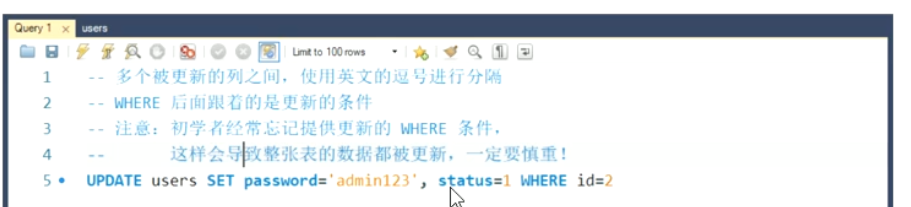 Query 1 users
Limit to 100 rows
1 -- 多个被更新的列之间，使用英文的逗号进行分隔
2 -- WHERE 后面跟着的是更新的条件
3 -- 注意：初学者经常忘记提供更新的 WHERE 条件，
4 -- 这样会导致整张表的数据都被更新，一定要慎重！
5 UPDATE users SET password='admin123', status=1 WHERE id=2